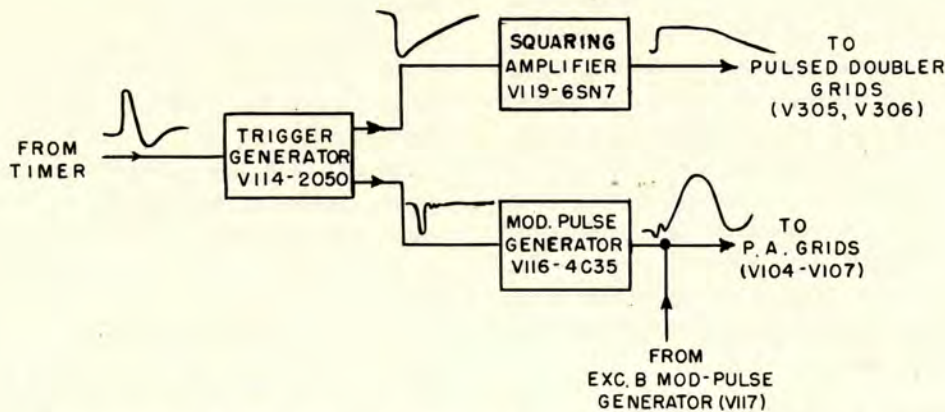 FROM
TIMER
TRIGGER
GENERATOR
V114-2050
SQUARING
AMPLIFIER
V119-6SN7
TO
PULSED DOUBLER
GRIDS
(V305, V306)
MOD. PULSE
GENERATOR
V116-4C35
TO
P. A. GRIDS
(V104-V107)
FROM
EXC. B MOD-PULSE
GENERATOR (V117)